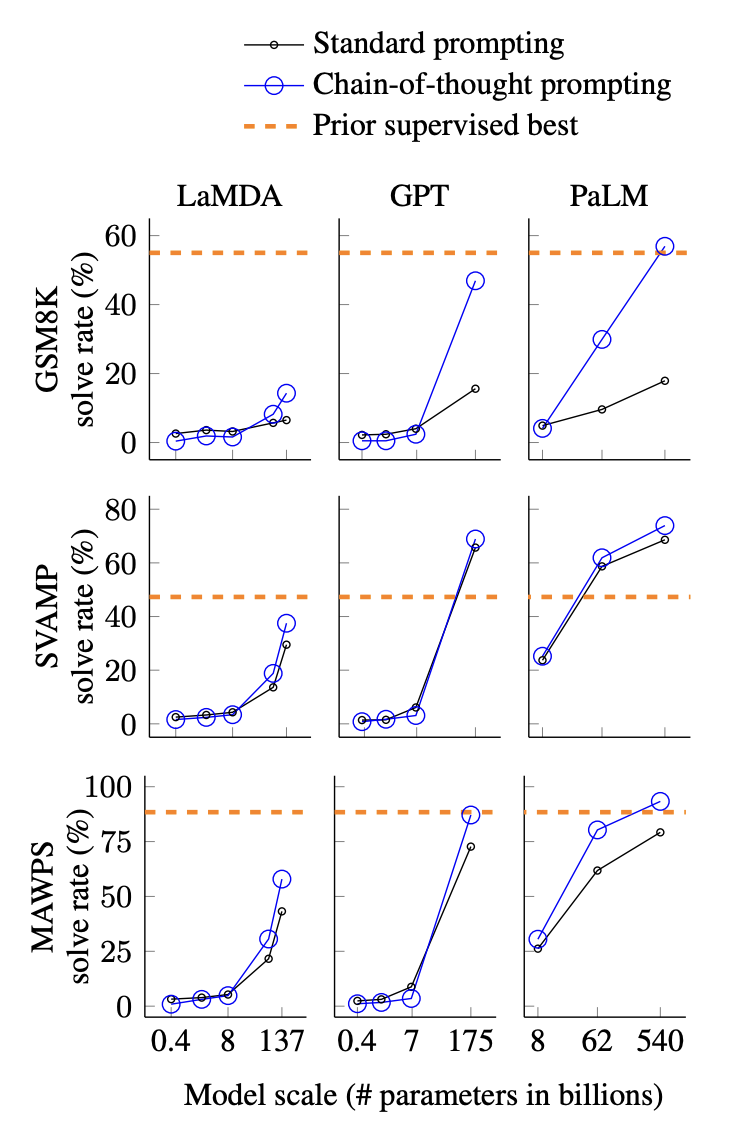 Standard prompting
Chain-of-thought prompting
Prior supervised best
LaMDA GPT PaLM
GSM8K
solve rate (%)
60
40
20
0
SVAMP
solve rate (%)
80
60
40
20
0
MAWPS
solve rate (%)
100
75
50
25
0
0.4 8 137 0.4 7 175 8 62 540
Model scale (# parameters in billions)